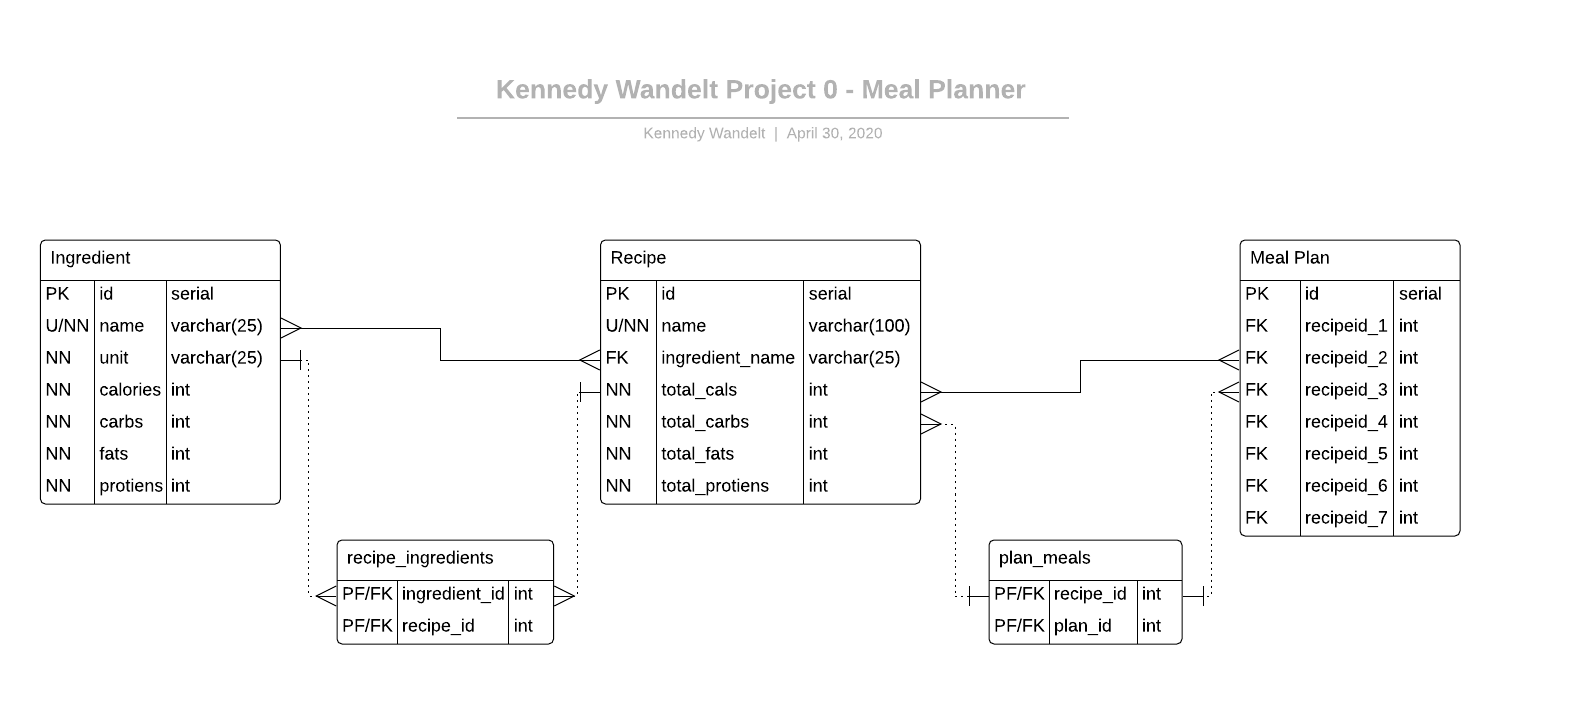 Kennedy Wandelt Project 0 - Meal Planner
Kennedy Wandelt | April 30, 2020
Ingredient
PK id serial
U/NN name varchar(25)
NN unit varchar(25)
NN calories int
NN carbs int
NN fats int
NN protiens int
Recipe
PK id serial
U/NN name varchar(100)
FK ingredient_name varchar(25)
NN total_cals int
NN total_carbs int
NN total_fats int
NN total_protiens int
Meal Plan
PK id serial
FK recipeid_1 int
FK recipeid_2 int
FK recipeid_3 int
FK recipeid_4 int
FK recipeid_5 int
FK recipeid_6 int
FK recipeid_7 int
recipe_ingredients
PF/FK ingredient_id int
PF/FK recipe_id int
plan_meals
PF/FK recipe_id int
PF/FK plan_id int